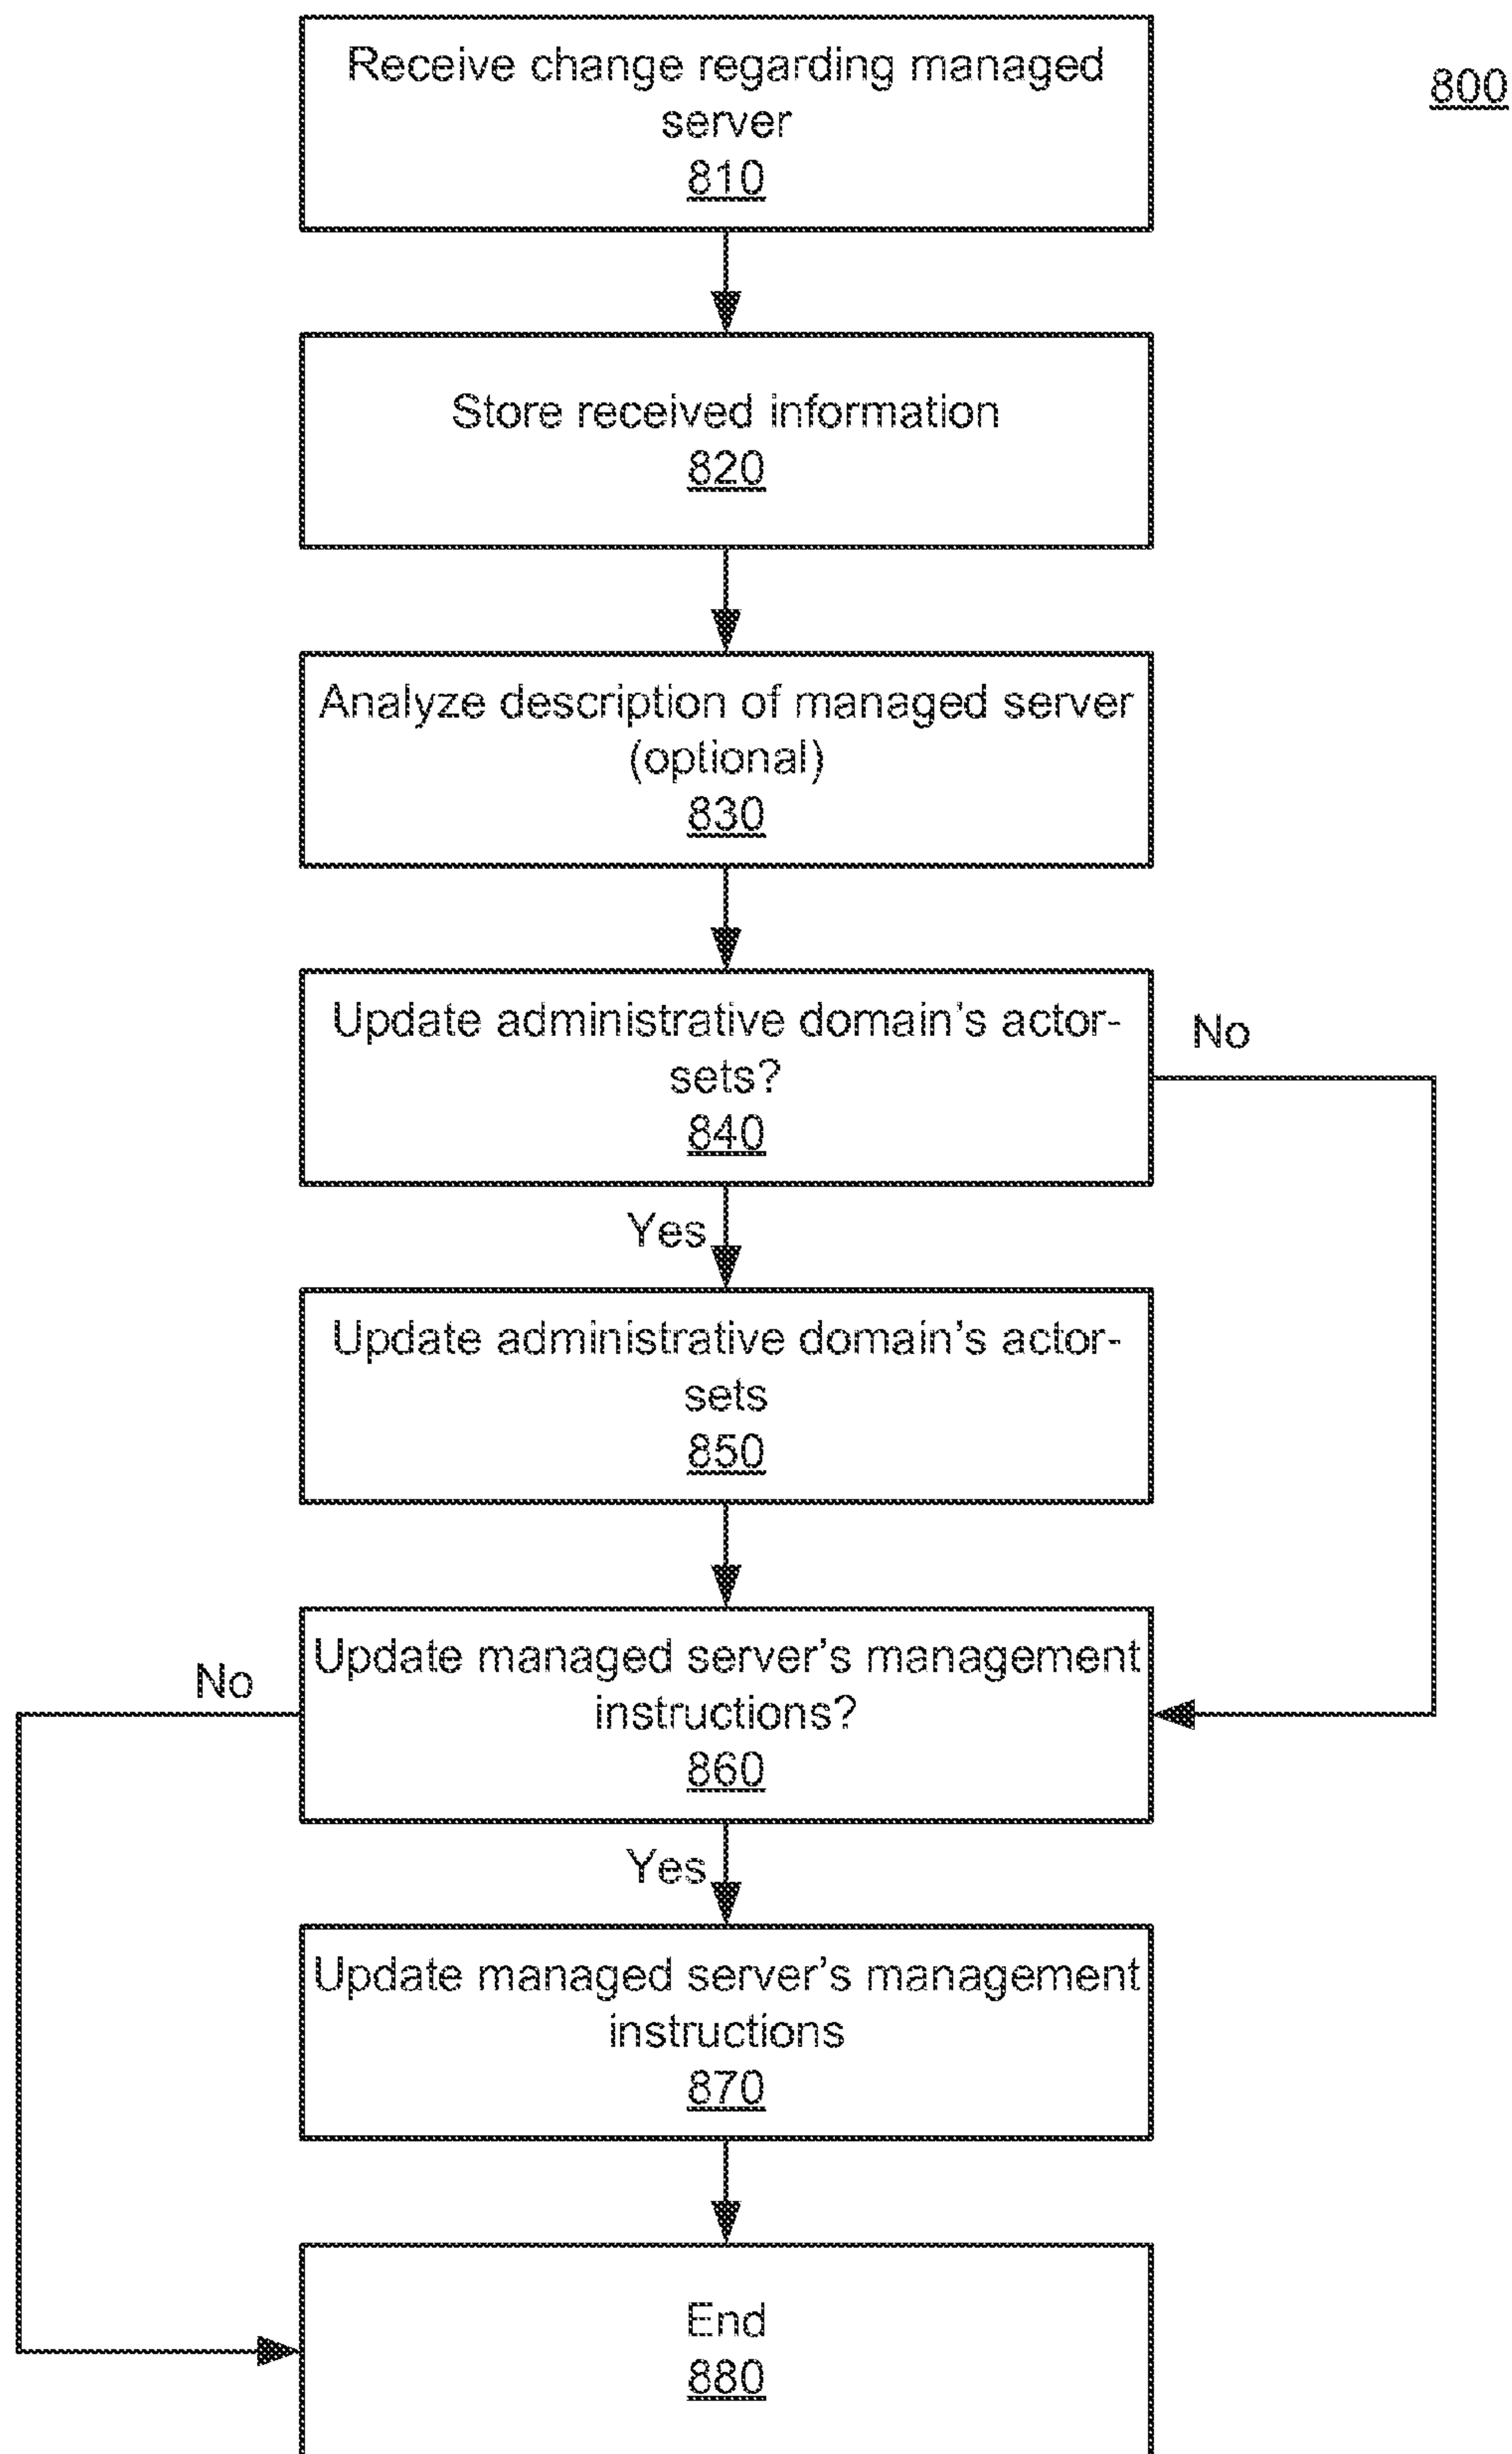 Receive change regarding managed
server
810
800
Store received information
820
Analyze description of managed server
(optional)
830
Update administrative domain's actor-
sets?
840
No
Yes
Update administrative domain's actor-
sets
850
Update managed server's management
instructions?
860
No
Yes
Update managed server's management
instructions
870
End
880